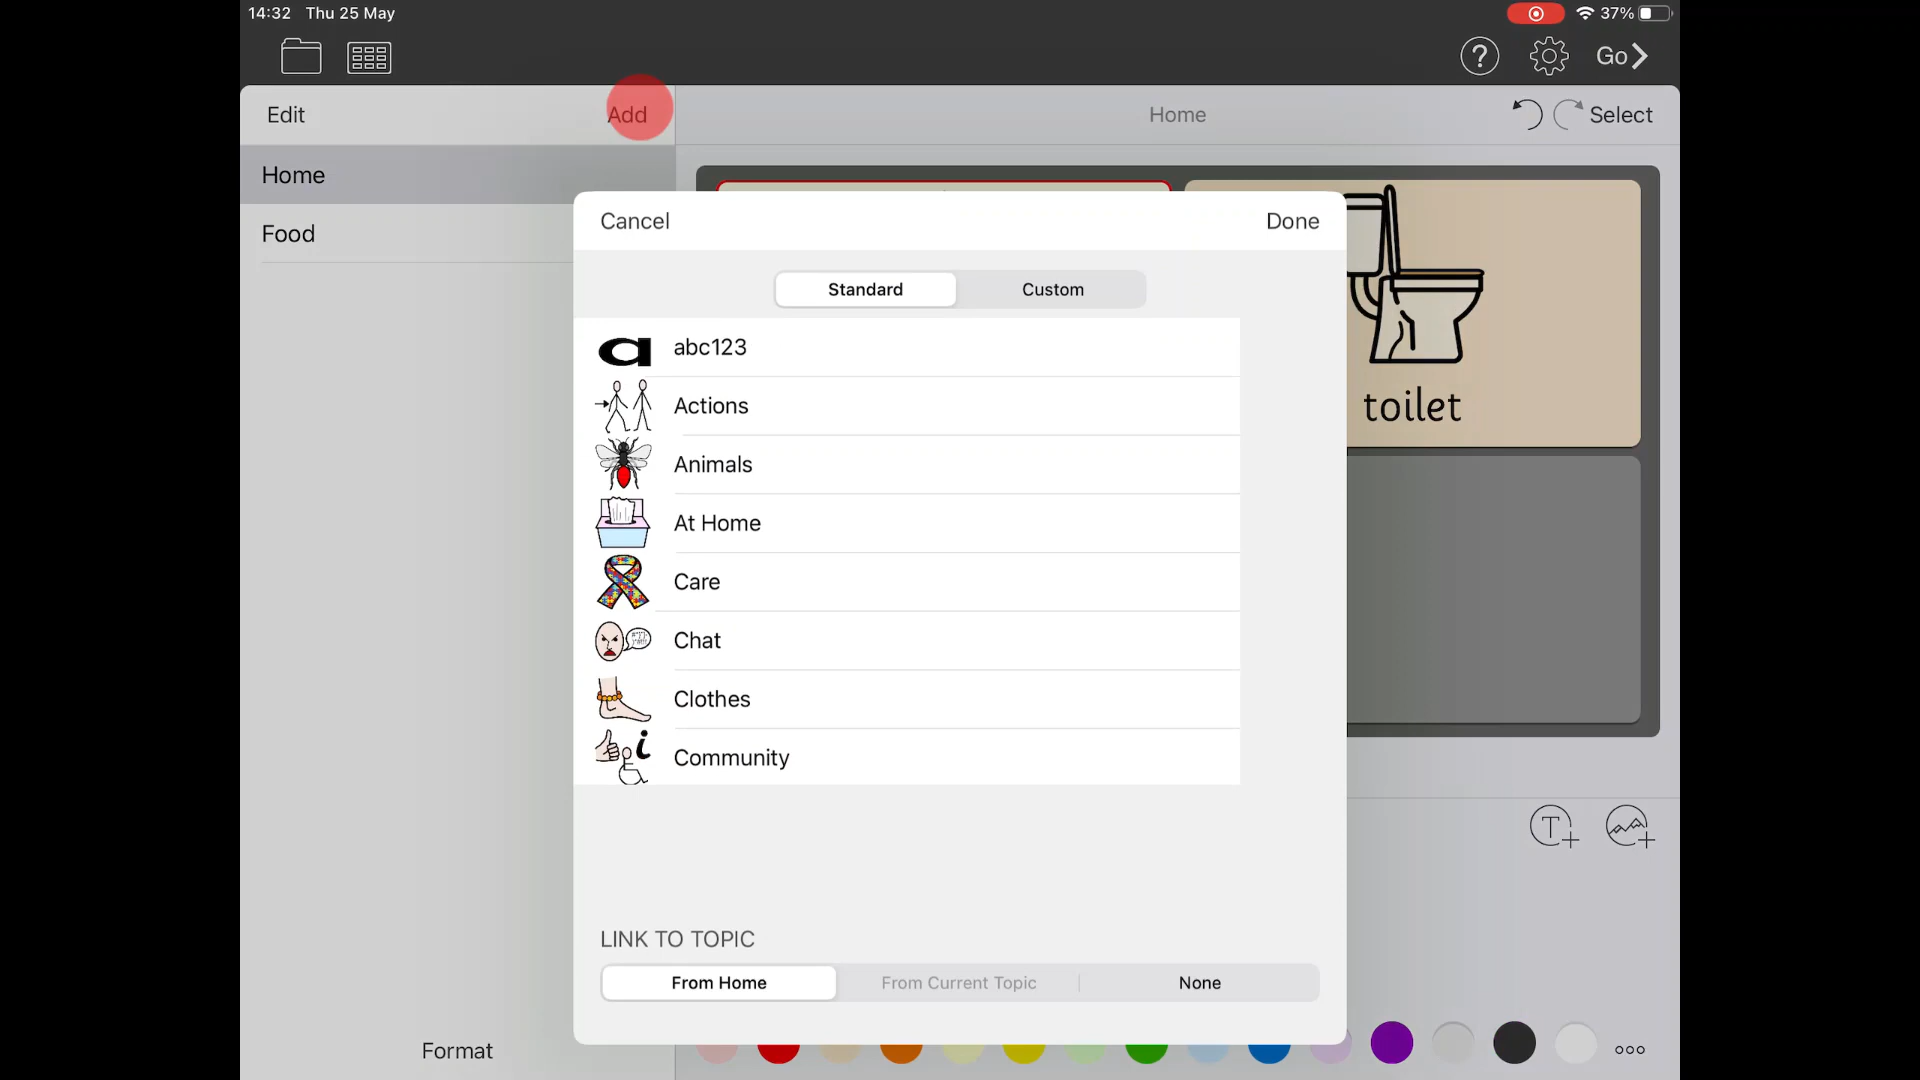 14:32 Thu 25 May
37%
?
Go
Edit
Add
Home
Select
Home
Food
Cancel
Done
Standard
Custom
a abc123
Actions
Animals
At Home
Care
Chat
Clothes
i Community
toilet
T
LINK TO TOPIC
From Home
From Current Topic
None
Format